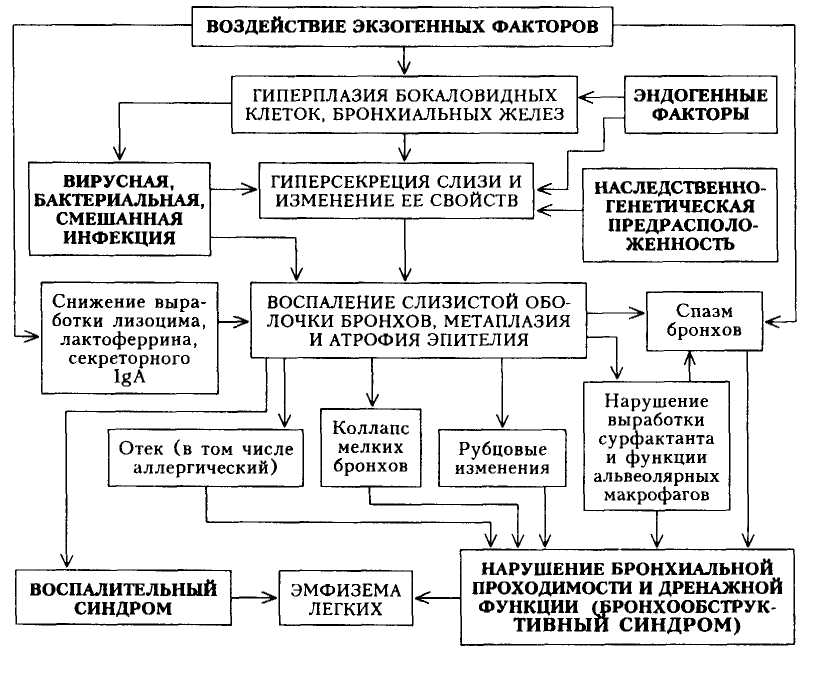 ВОЗДЕЙСТВИЕ ЭКЗОГЕННЫХ ФАКТОРОВ
ГИПЕРПЛАЗИЯ БОКАЛОВИДНЫХ
КЛЕТОК, БРОНХИАЛЬНЫХ ЖЕЛЕЗ
ЭНДОГЕННЫЕ
ФАКТОРЫ
ВИРУСНАЯ,
БАКТЕРИАЛЬНАЯ,
СМЕШАННАЯ
ИНФЕКЦИЯ
ГИПЕРСЕКРЕЦИЯ СЛИЗИ И
ИЗМЕНЕНИЕ ЕЕ СВОЙСТВ
НАСЛЕДСТВЕННО-
ГЕНЕТИЧЕСКАЯ
ПРЕДРАСПОЛО-
ЖЕННОСТЬ
Снижение выра-
ботки лизоцима,
лактоферрина,
секреторного
IgA
ВОСПАЛЕНИЕ СЛИЗИСТОЙ ОБО-
ЛОЧКИ БРОНХОВ, МЕТАПЛАЗИЯ
И АТРОФИЯ ЭПИТЕЛИЯ
Спазм
бронхов
Отек (в том числе
аллергический)
Коллапс
мелких
бронхов
Рубцовые
изменения
Нарушение
выработки
сурфактанта
и функции
альвеолярных
макрофагов
ВОСПАЛИТЕЛЬНЫЙ
СИНДРОМ
ЭМФИЗЕМА
ЛЕГКИХ
НАРУШЕНИЕ БРОНХИАЛЬНОЙ
ПРОХОДИМОСТИ И ДРЕНАЖНОЙ
ФУНКЦИИ (БРОНХООБСТРУК-
ТИВНЫЙ СИНДРОМ)